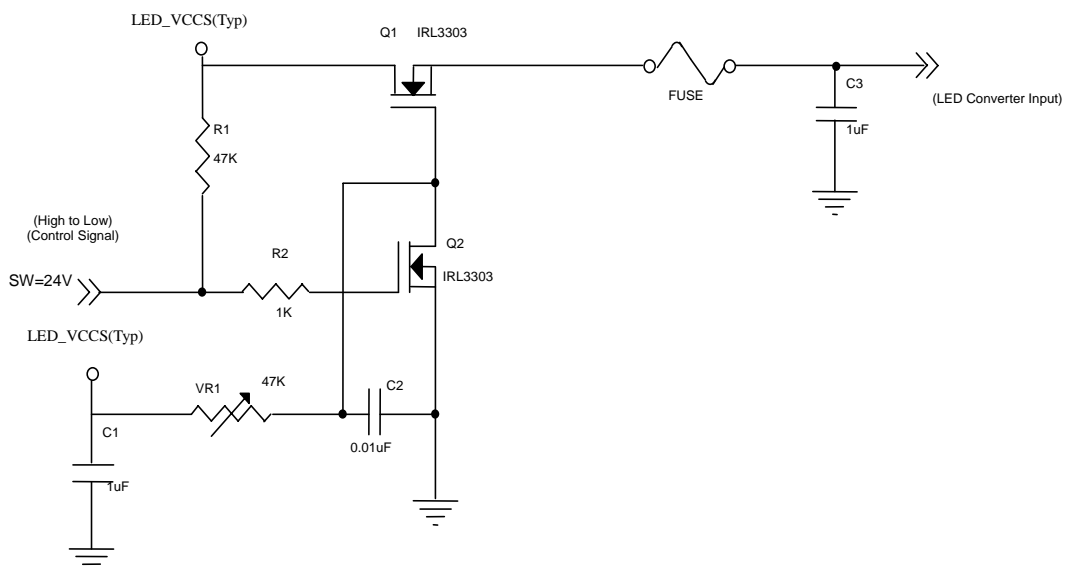 LED_VCCS(Typ)
Q1 IRL3303
FUSE
C3
1uF
(LED Converter Input)
R1
47K
(High to Low)
(Control Signal)
SW=24V
R2
1K
Q2
IRL3303
LED_VCCS(Typ)
VR1
47K
C2
0.01uF
C1
1uF